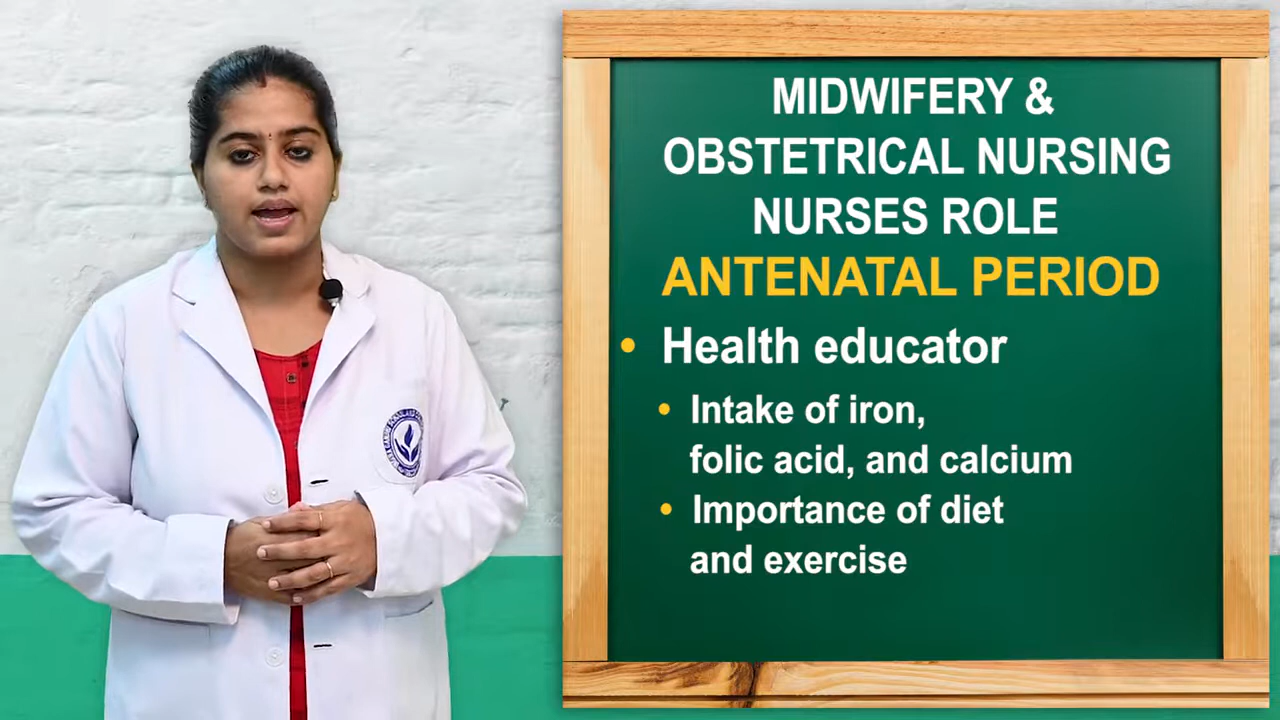 MIDWIFERY &
OBSTETRICAL NURSING
NURSES ROLE
ANTENATAL PERIOD
• Health educator
• Intake of iron,
folic acid, and calcium
• Importance of diet
and exercise